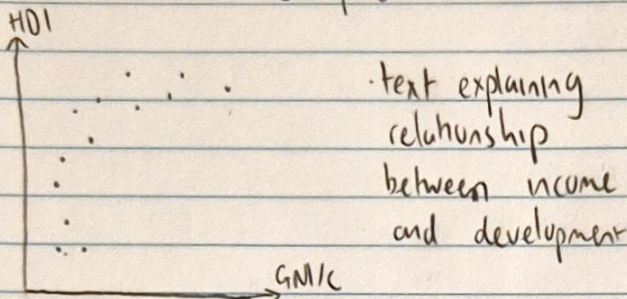 HDI
·text explaining
relationship
between income
and development
GNI/c